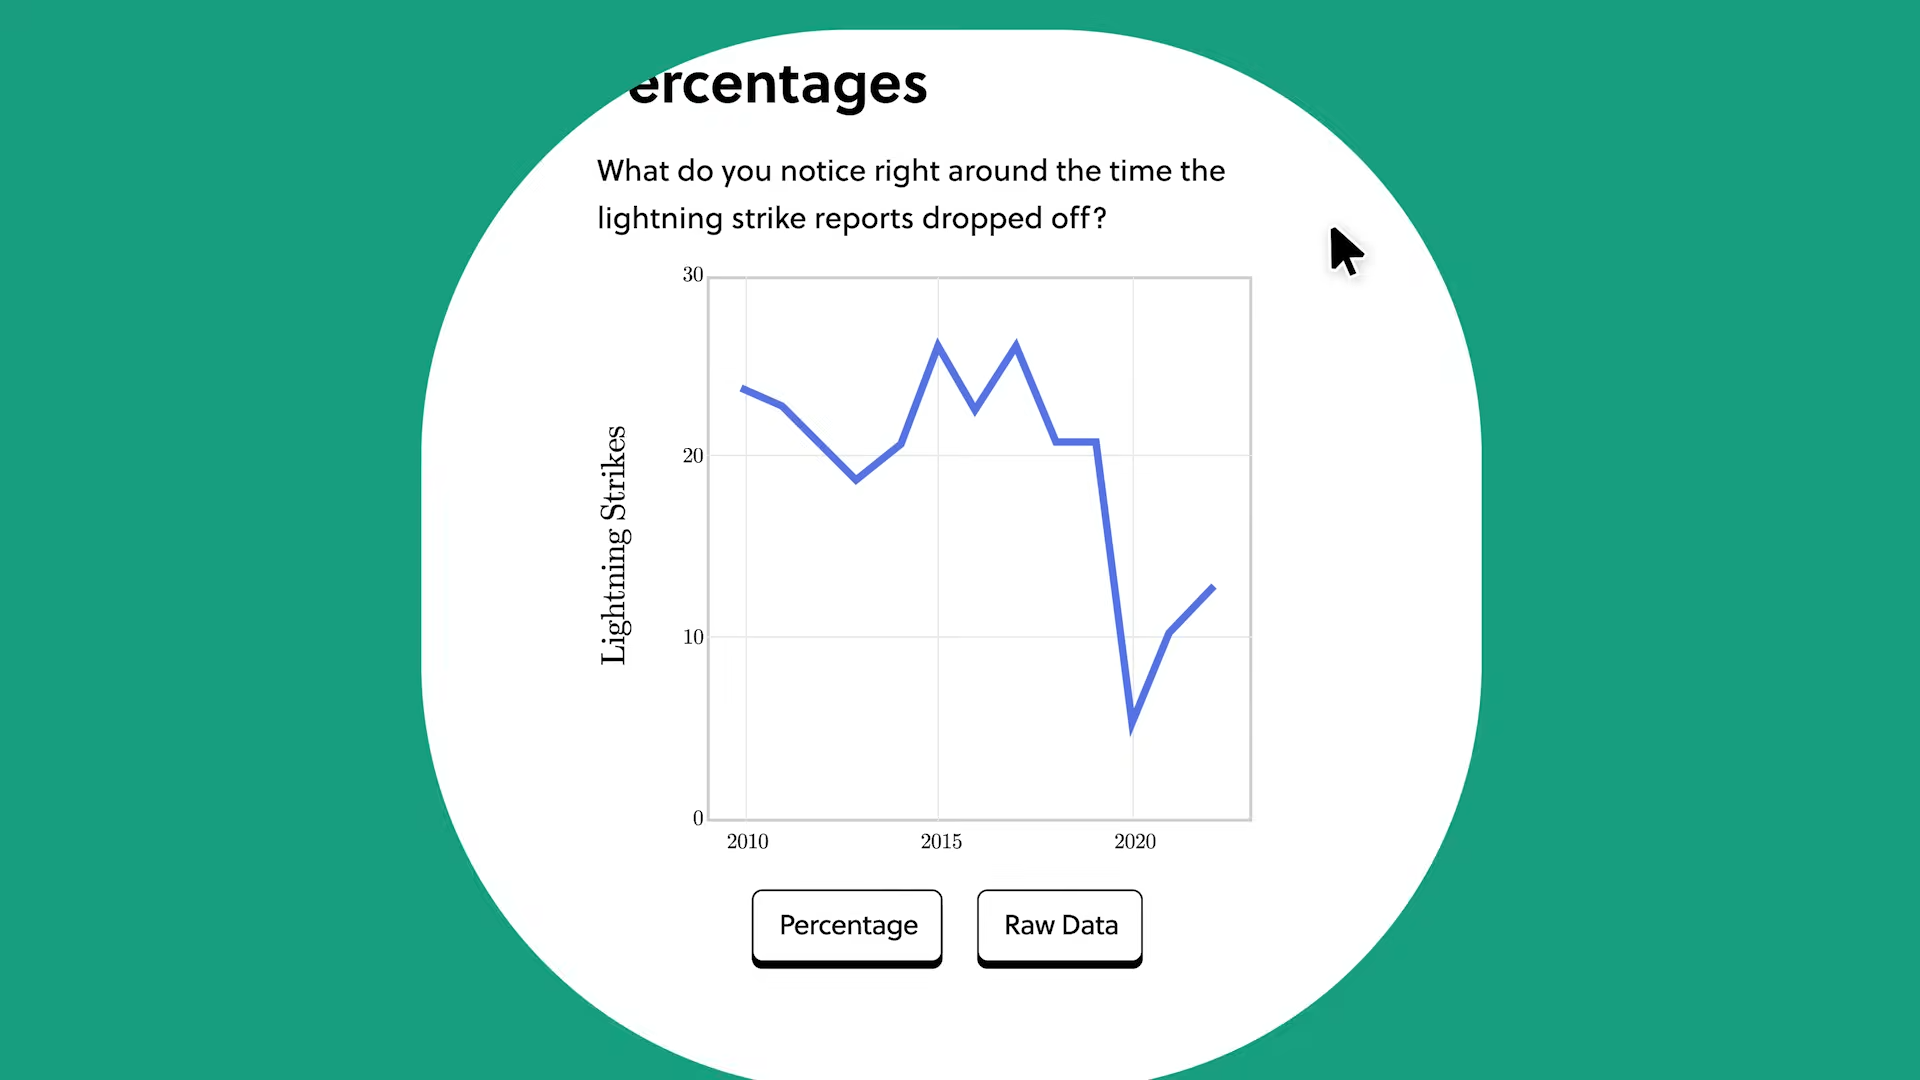 ercentages
What do you notice right around the time the
lightning strike reports dropped off?
30
20
10
0
Lightning Strikes
2010 2015 2020
Percentage Raw Data